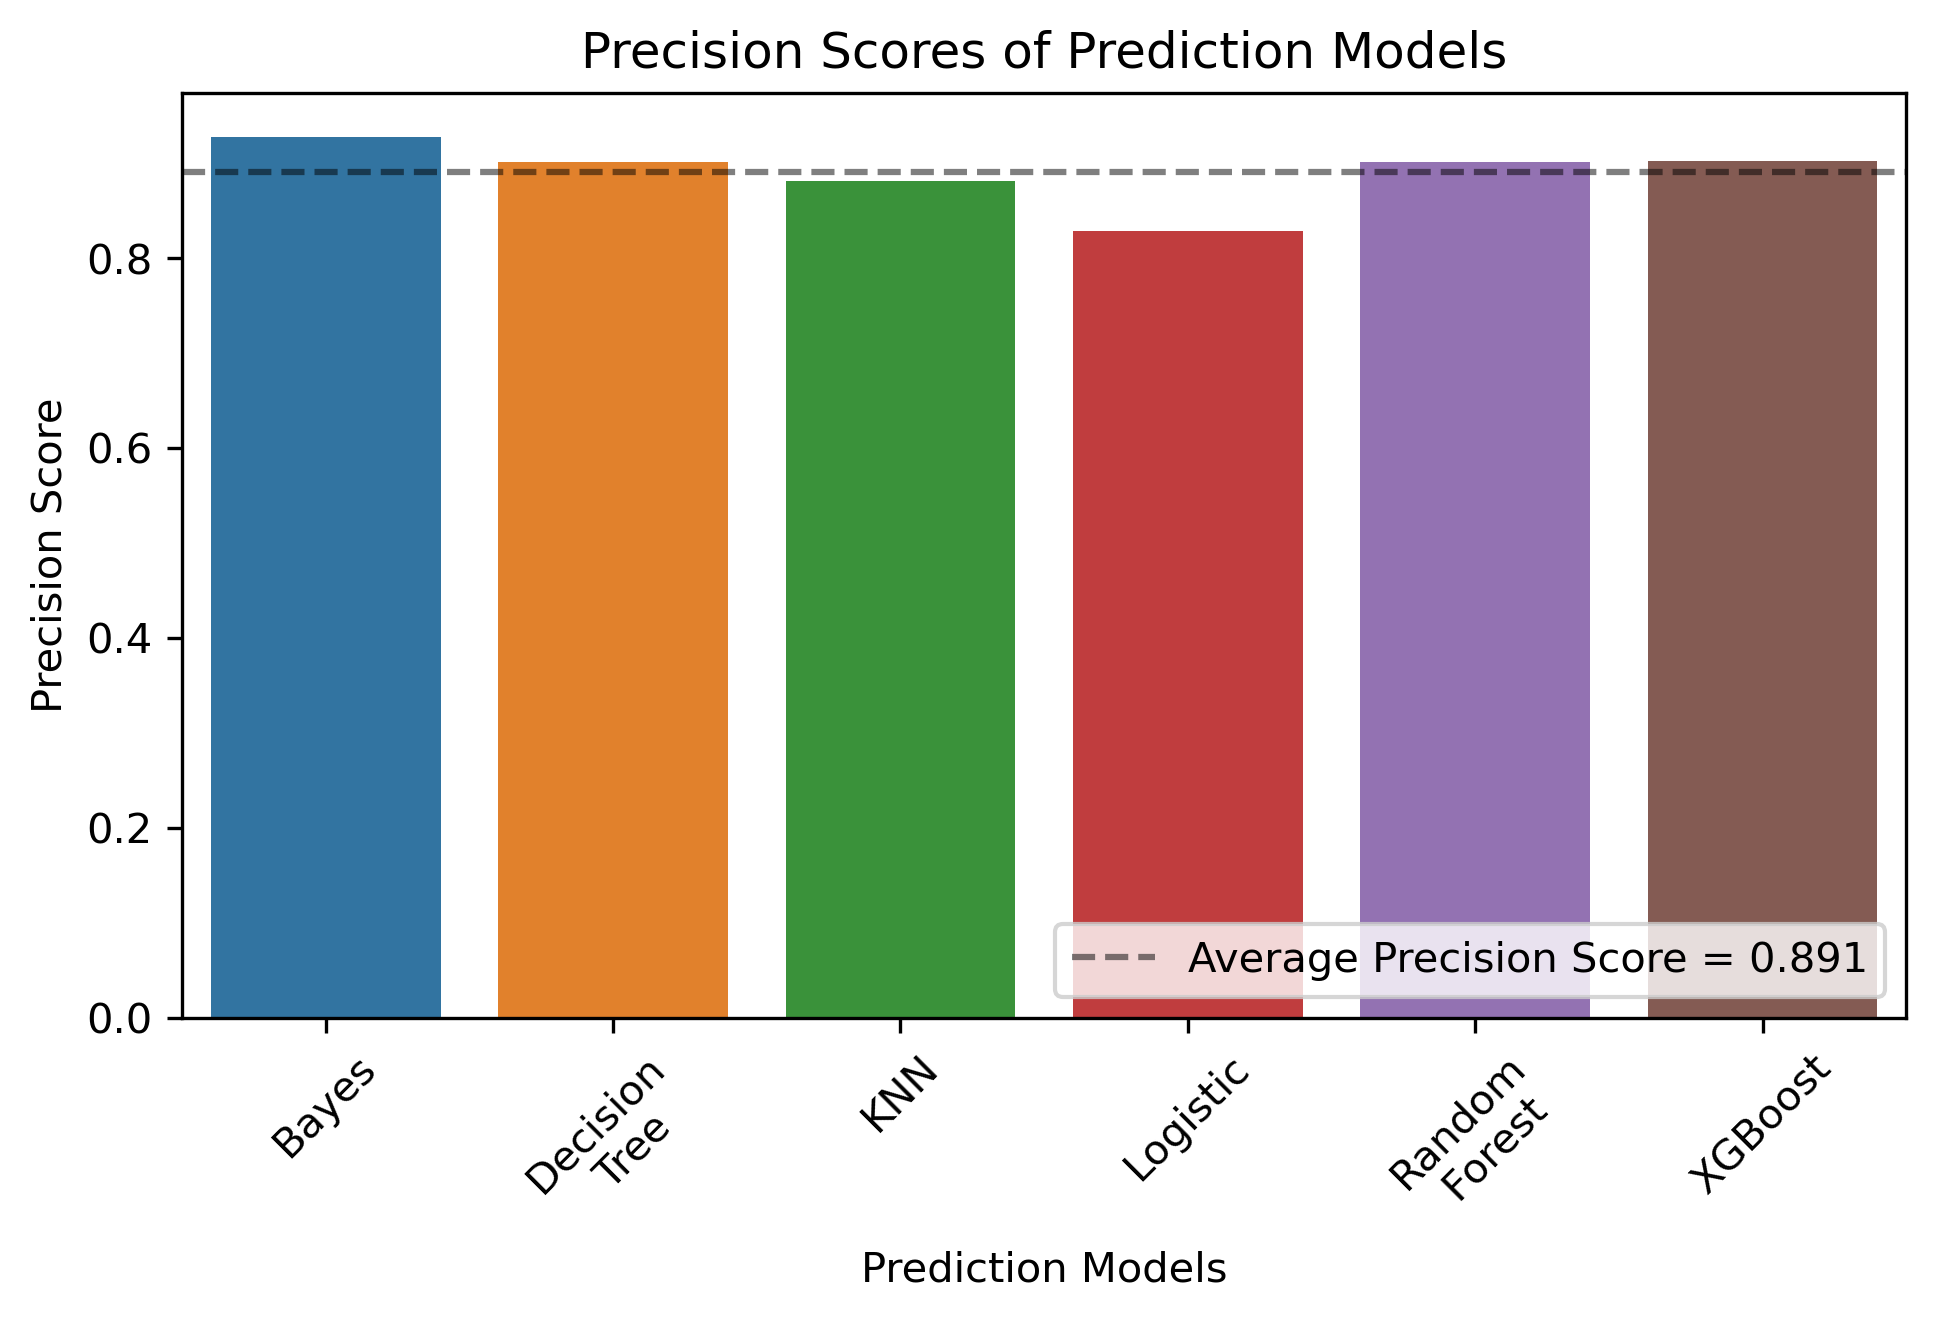 Precision Scores of Prediction Models
Precision Score
0.8
0.6
0.4
0.2
0.0
Average Precision Score = 0.891
Bayes
Decision
Tree
KNN
Logistic
Random
Forest
XGBoost
Prediction Models